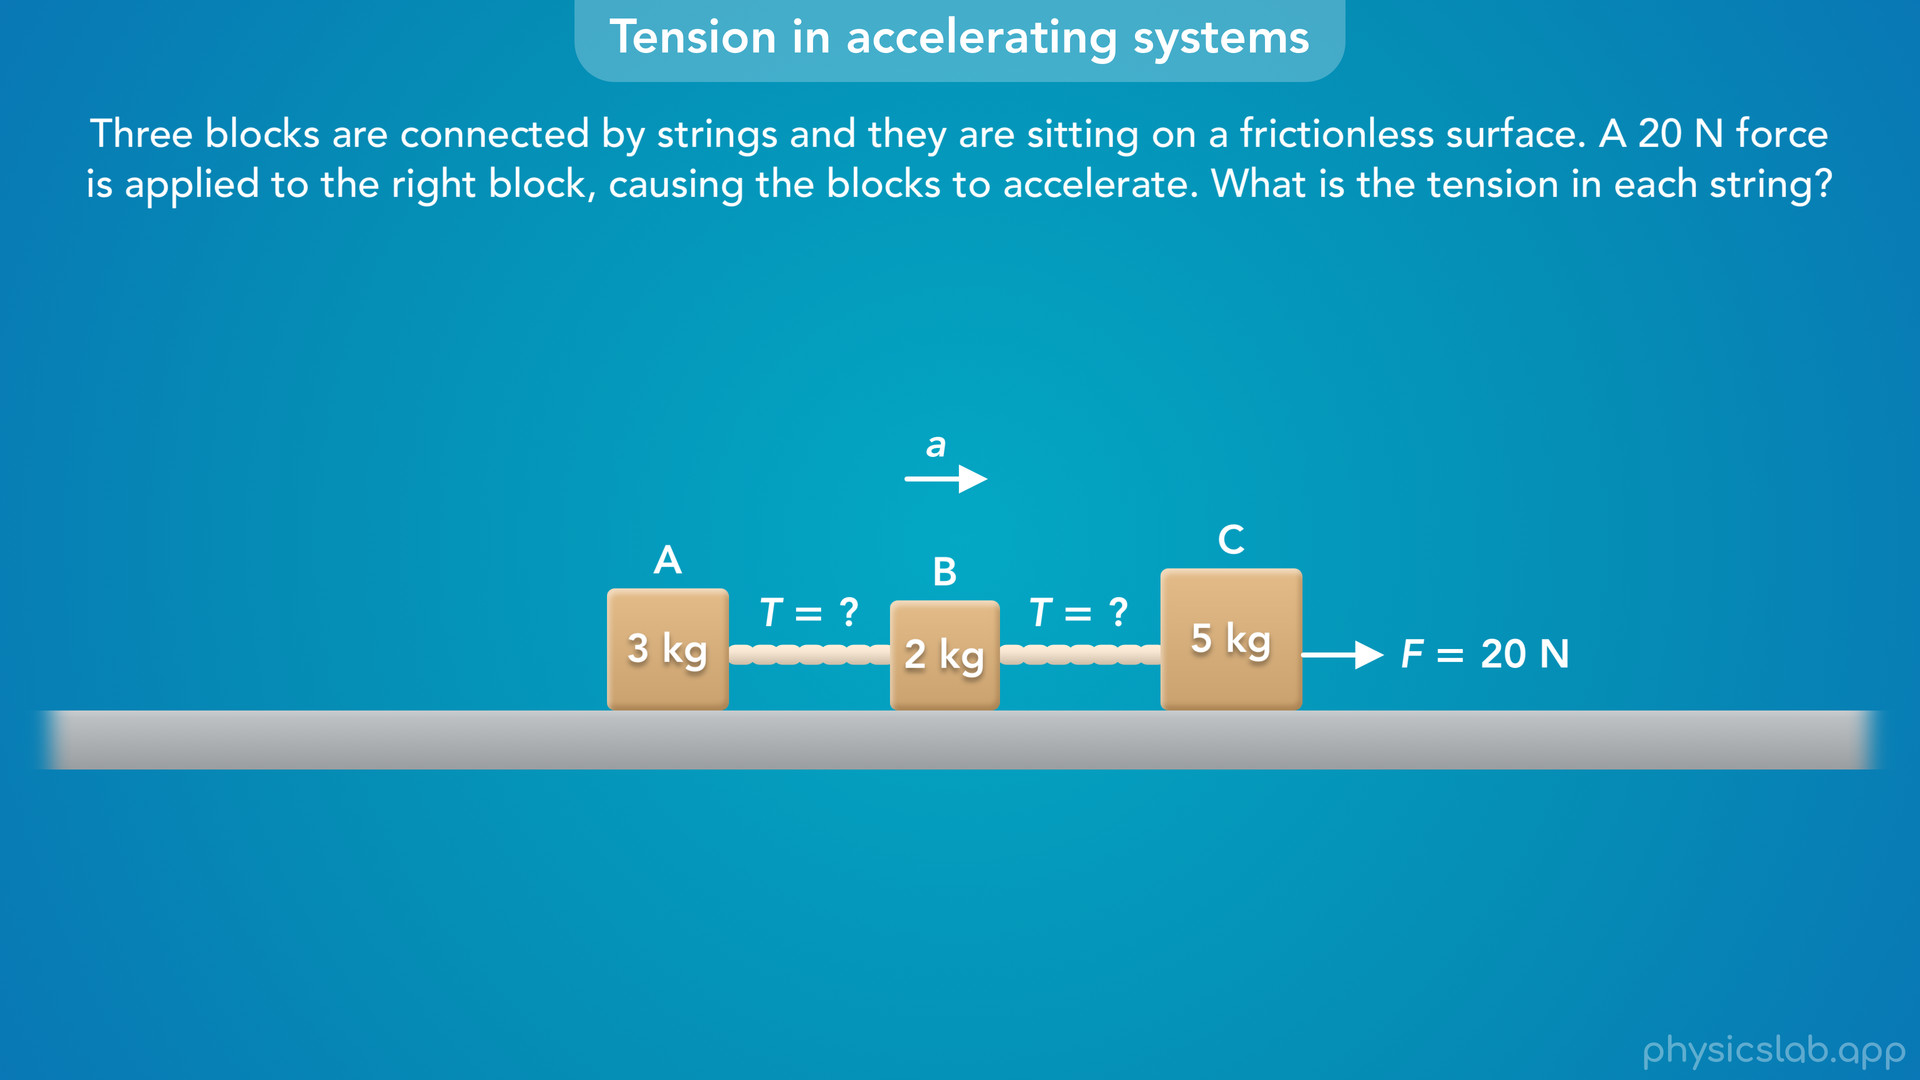 Tension in accelerating systems
Three blocks are connected by strings and they are sitting on a frictionless surface. A 20 N force
is applied to the right block, causing the blocks to accelerate. What is the tension in each string?
a
A
B
C
T = ?
T = ?
3 kg
2 kg
5 kg
F = 20 N
physicslab.app